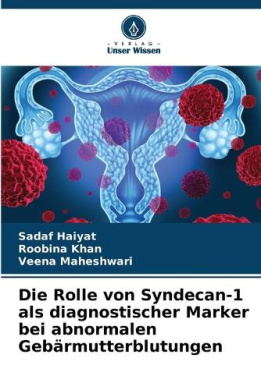 - VERLAG -
Unser Wissen
Sadaf Haiyat
Roobina Khan
Veena Maheshwari
Die Rolle von Syndecan-1
als diagnostischer Marker
bei abnormalen
Gebärmutterblutungen